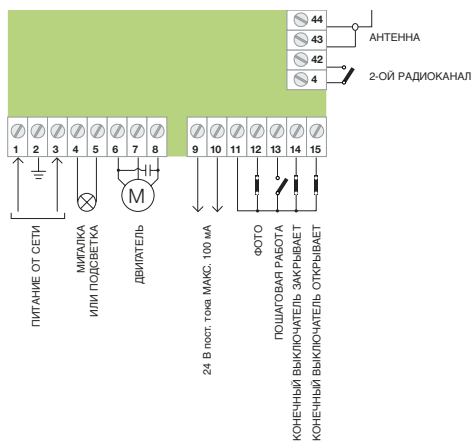 44
43
АНТЕННА
42
4
2-ОЙ РАДИОКАНАЛ
1 2 3 4 5 6 7 8 9 10 11 12 13 14 15
M
ПИТАНИЕ ОТ СЕТИ
МИГАЛКА
ИЛИ ПОДСВЕТКА
ДВИГАТЕЛЬ
24 В пост. тока МАКС. 100 мА
ФОТО
ПОШАГОВАЯ РАБОТА
КОНЕЧНЫЙ ВЫКЛЮЧАТЕЛЬ ЗАКРЫВАЕТ
КОНЕЧНЫЙ ВЫКЛЮЧАТЕЛЬ ОТКРЫВАЕТ